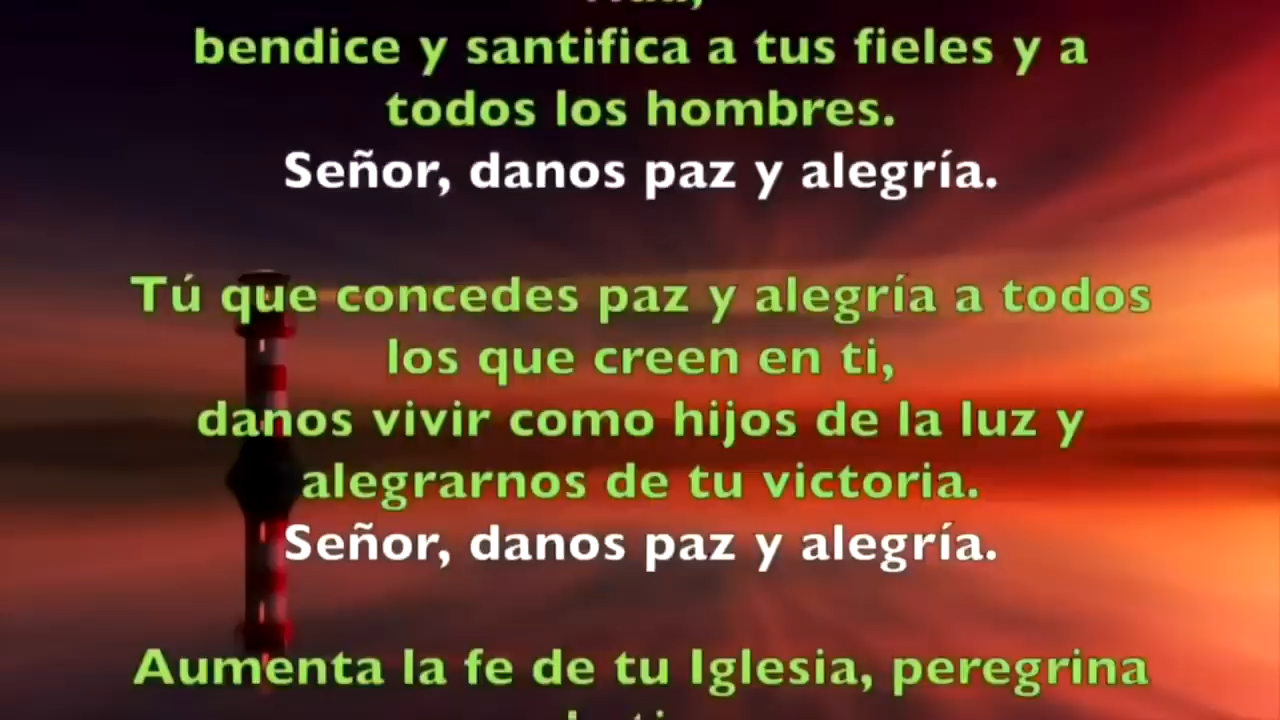 bendice y santifica a tus fieles y a
todos los hombres.
Señor, danos paz y alegría.
Tú que concedes paz y alegría a todos
los que creen en ti,
danos vivir como hijos de la luz y
alegrarnos de tu victoria.
Señor, danos paz y alegría.
Aumenta la fe de tu Iglesia, peregrina